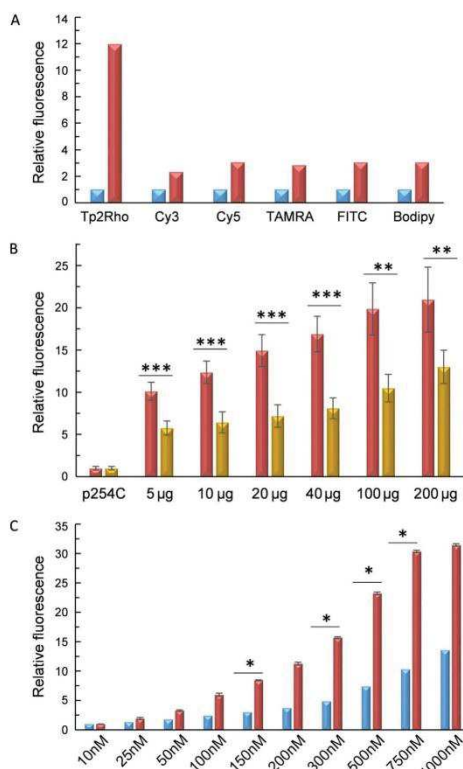 A
Relative fluorescence
14
12
10
8
6
4
2
0
Tp2Rho Cy3 Cy5 TAMRA FITC Bodipy
B
Relative fluorescence
25
20
15
10
5
0
*** *** *** *** ** **
p254C 5 µg 10 µg 20 µg 40 µg 100 µg 200 µg
C
Relative fluorescence
35
30
25
20
15
10
5
0
* * * *
10nM 25nM 50nM 100nM 150nM 200nM 300nM 500nM 750nM 1000nM